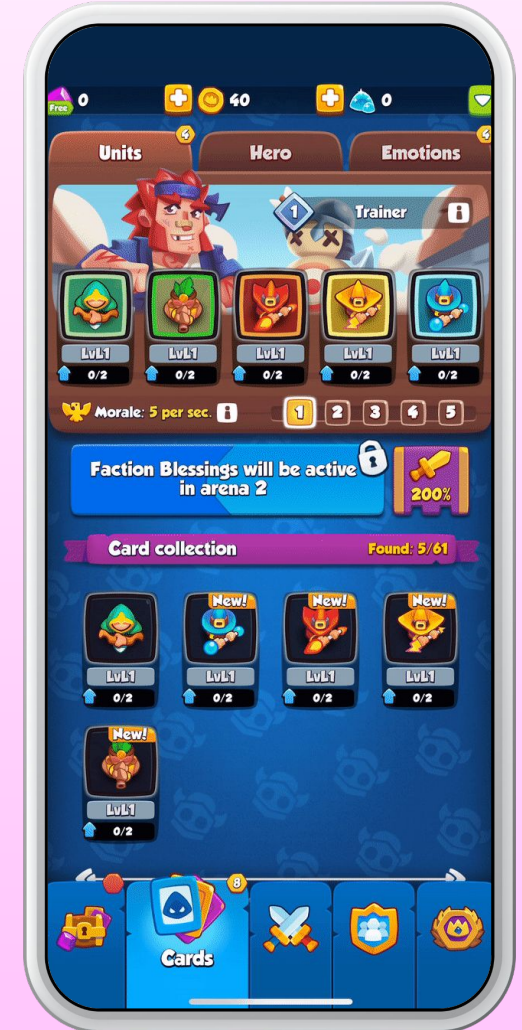 Free 0 40 0
4 4
Units Hero Emotions
1 Trainer i
LvL1 LvL1 LvL1 LvL1 LvL1
0/2 0/2 0/2 0/2 0/2
Morale: 5 per sec. i 1 2 3 4 5
Faction Blessings will be active
in arena 2
200%
Card collection Found: 5/61
New! New! New!
LvL1 LvL1 LvL1 LvL1
0/2 0/2 0/2 0/2
New!
LvL1
0/2
8
Cards